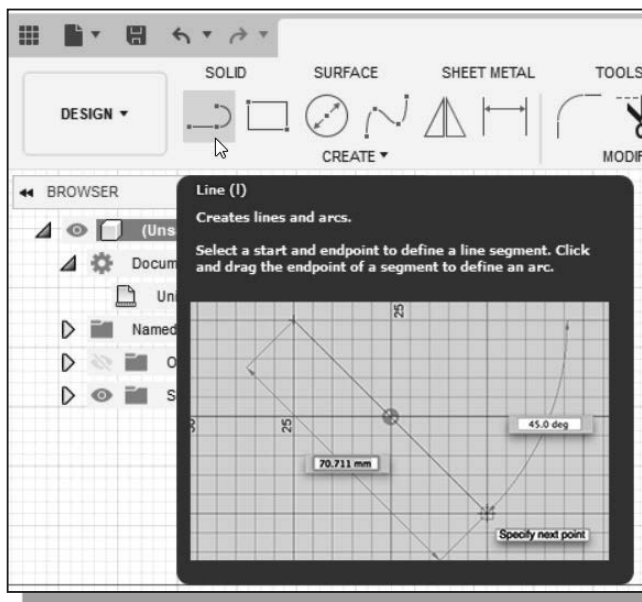 SOLID SURFACE SHEET METAL TOOLS
DESIGN
CREATE MODIF
BROWSER
(Uns
Docum
Uni
Named
O
S
Line (l)
Creates lines and arcs.
Select a start and endpoint to define a line segment. Click
and drag the endpoint of a segment to define an arc.
25
25
45.0 deg
70.711 mm
Specify next point